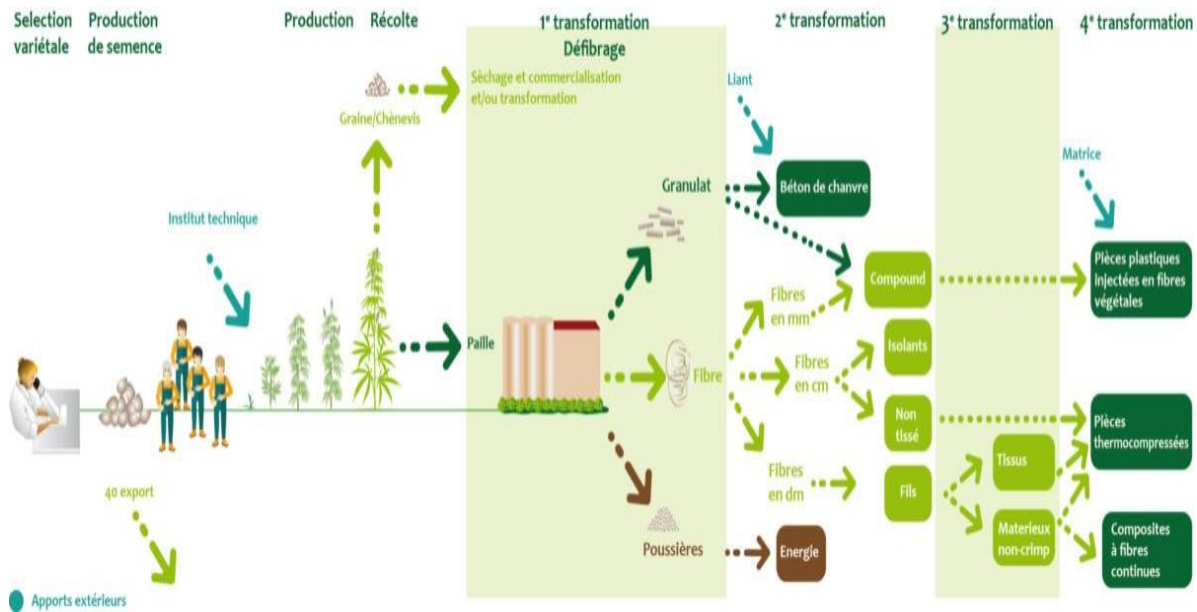 Selection
variétale
Production
de semence
Production
Récolte
1e transformation
Défibrage
2e transformation
3e transformation
4e transformation
Sèchage et commercialisation
et/ou transformation
Graine/Chènevis
Liant
Matrice
Granulat
Béton de chanvre
Institut technique
Compound
Pièces plastiques
Injectées en fibres
végétales
Fibres
en mm
Paille
Fibre
Isolants
Fibres
en cm
Non
tissé
Pièces
thermocompressées
Tissus
Fibres
en dm
Fils
40 export
Materieux
non-crimp
Composites
à fibres
continues
Poussières
Energie
Apports extérieurs